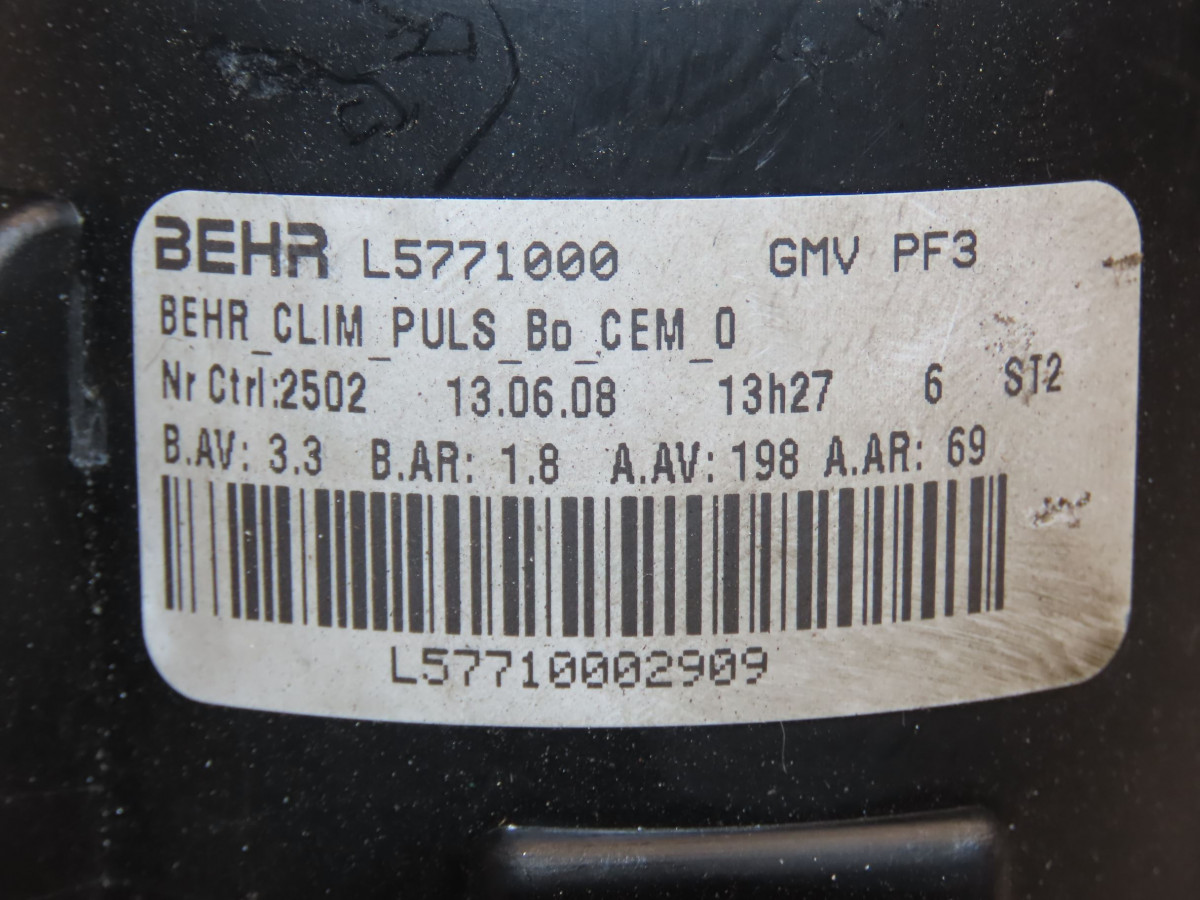 BEHR L5771000 GMV PF3
BEHR_CLIM_PULS_Bo_CEM_0
Nr Ctrl:2502 13.06.08 13h27 6 ST2
B.AV: 3.3 B.AR: 1.8 A.AV: 198 A.AR: 69
L57710002909